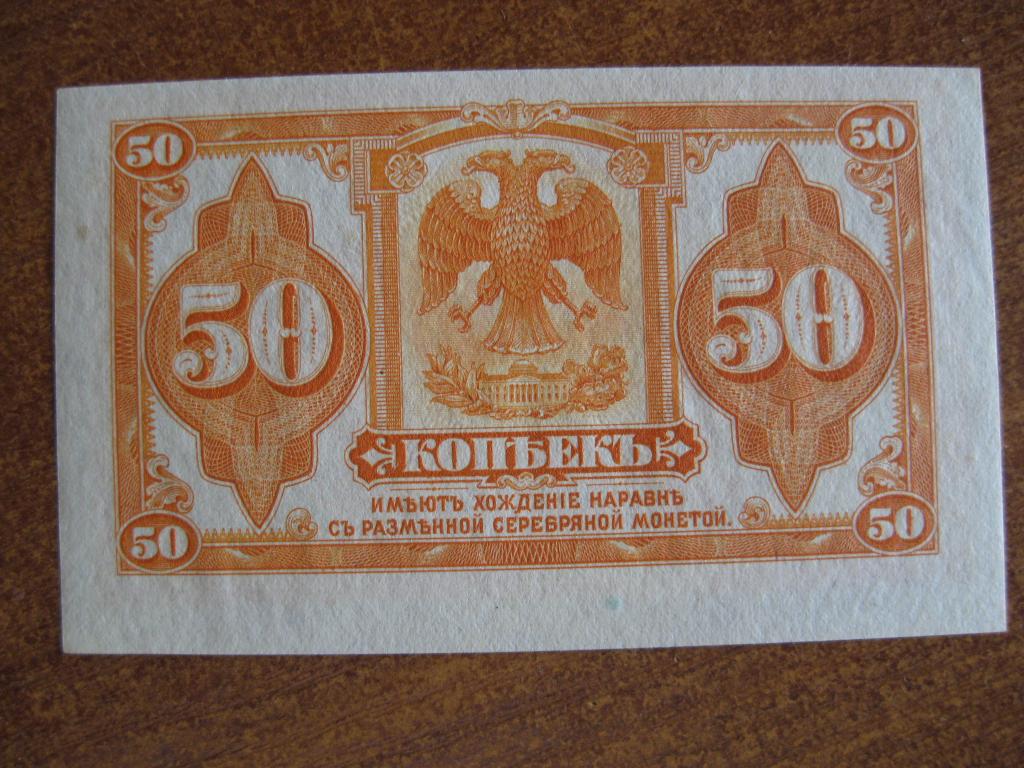 50 50
50 50
КОПѢЕКЪ
ИМѢЮТЪ ХОЖДЕНІЕ НАРАВНѢ
СЪ РАЗМѢННОЙ СЕРЕБРЯНОЙ МОНЕТОЙ.
50 50